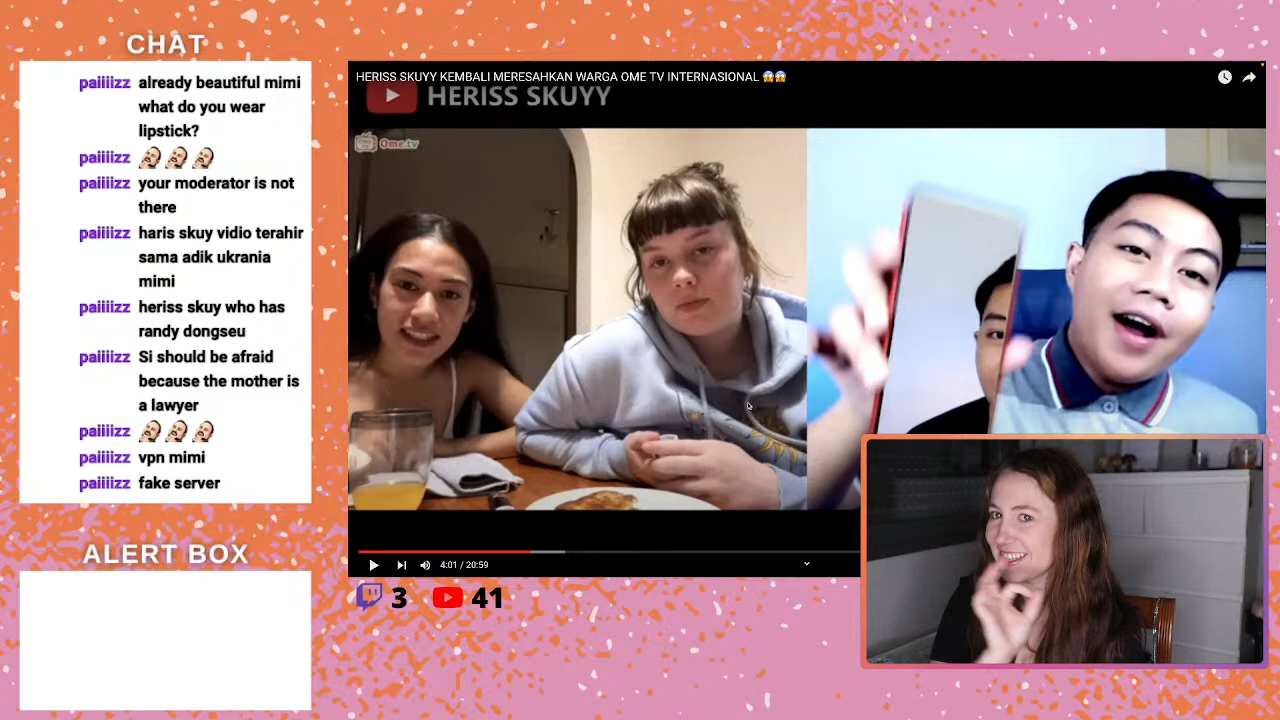 CHAT
paiiiizz already beautiful mimi
what do you wear
lipstick?
paiiiizz
paiiiizz your moderator is not
there
paiiiizz haris skuy vidio terahir
sama adik ukrania
mimi
paiiiizz heriss skuy who has
randy dongseu
paiiiizz Si should be afraid
because the mother is
a lawyer
paiiiizz
paiiiizz vpn mimi
paiiiizz fake server
ALERT BOX
HERISS SKUYY KEMBALI MERESAHKAN WARGA OME TV INTERNASIONAL 😱😱
HERISS SKUYY
Ome.tv
4:01 / 20:59
3 41